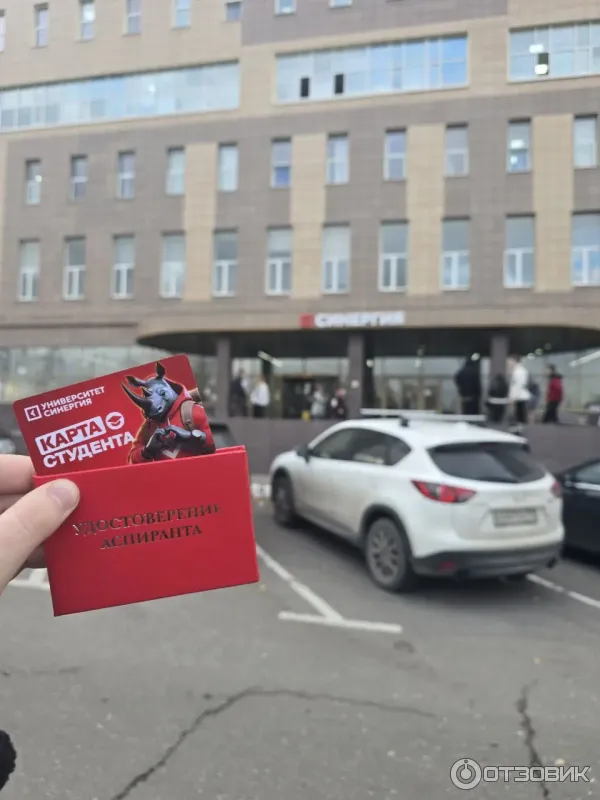 СИНЕРГИЯ
УНИВЕРСИТЕТ
СИНЕРГИЯ
КАРТА
СТУДЕНТА
УДОСТОВЕРЕНИЕ
АСПИРАНТА
ОТЗОВИК